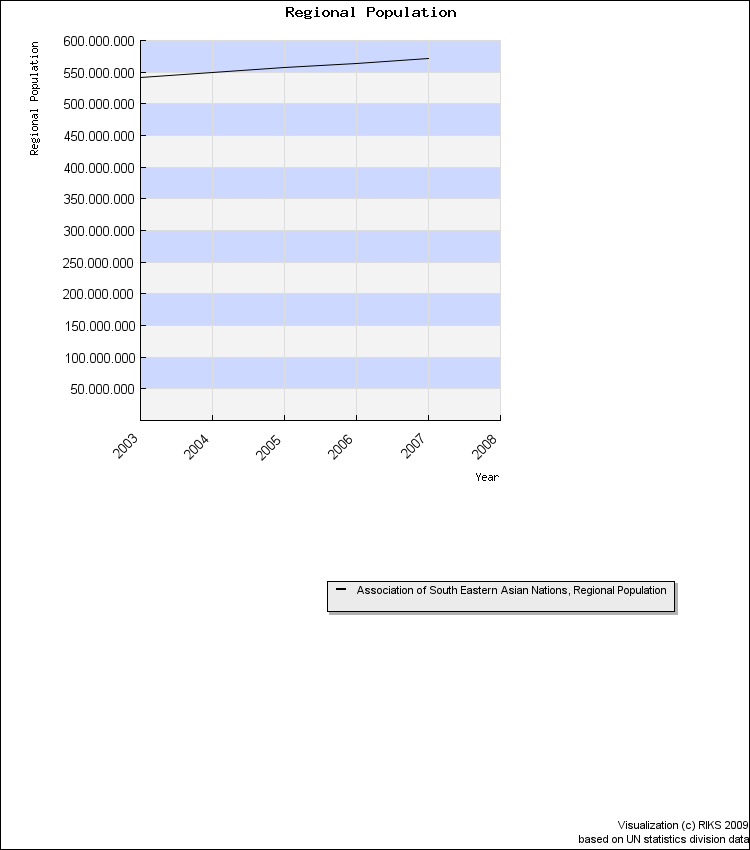 Regional Population
Regional Population
600.000.000
550.000.000
500.000.000
450.000.000
400.000.000
350.000.000
300.000.000
250.000.000
200.000.000
150.000.000
100.000.000
50.000.000
2003 2004 2005 2006 2007 2008
Year
Association of South Eastern Asian Nations, Regional Population
Visualization (c) RIKS 2009
based on UN statistics division data